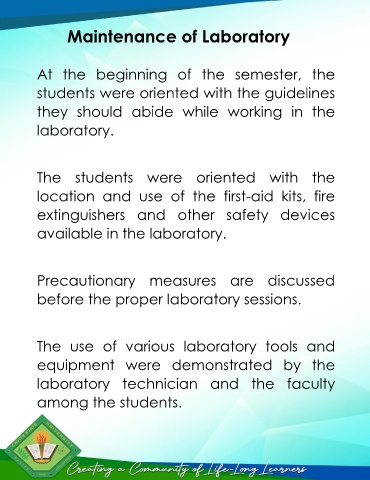 Maintenance of Laboratory
At the beginning of the semester, the
students were oriented with the guidelines
they should abide while working in the
laboratory.
The students were oriented with the
location and use of the first-aid kits, fire
extinguishers and other safety devices
available in the laboratory.
Precautionary measures are discussed
before the proper laboratory sessions.
The use of various laboratory tools and
equipment were demonstrated by the
laboratory technician and the faculty
among the students.
Creating a Community of Life-Long Learners